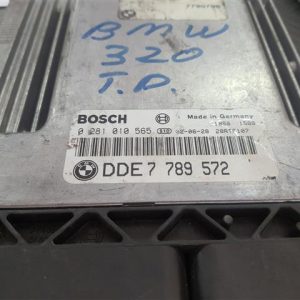 BMW
320
T.D.
BOSCH
Made in Germany
0 281 010 565
DDE 7 789 572